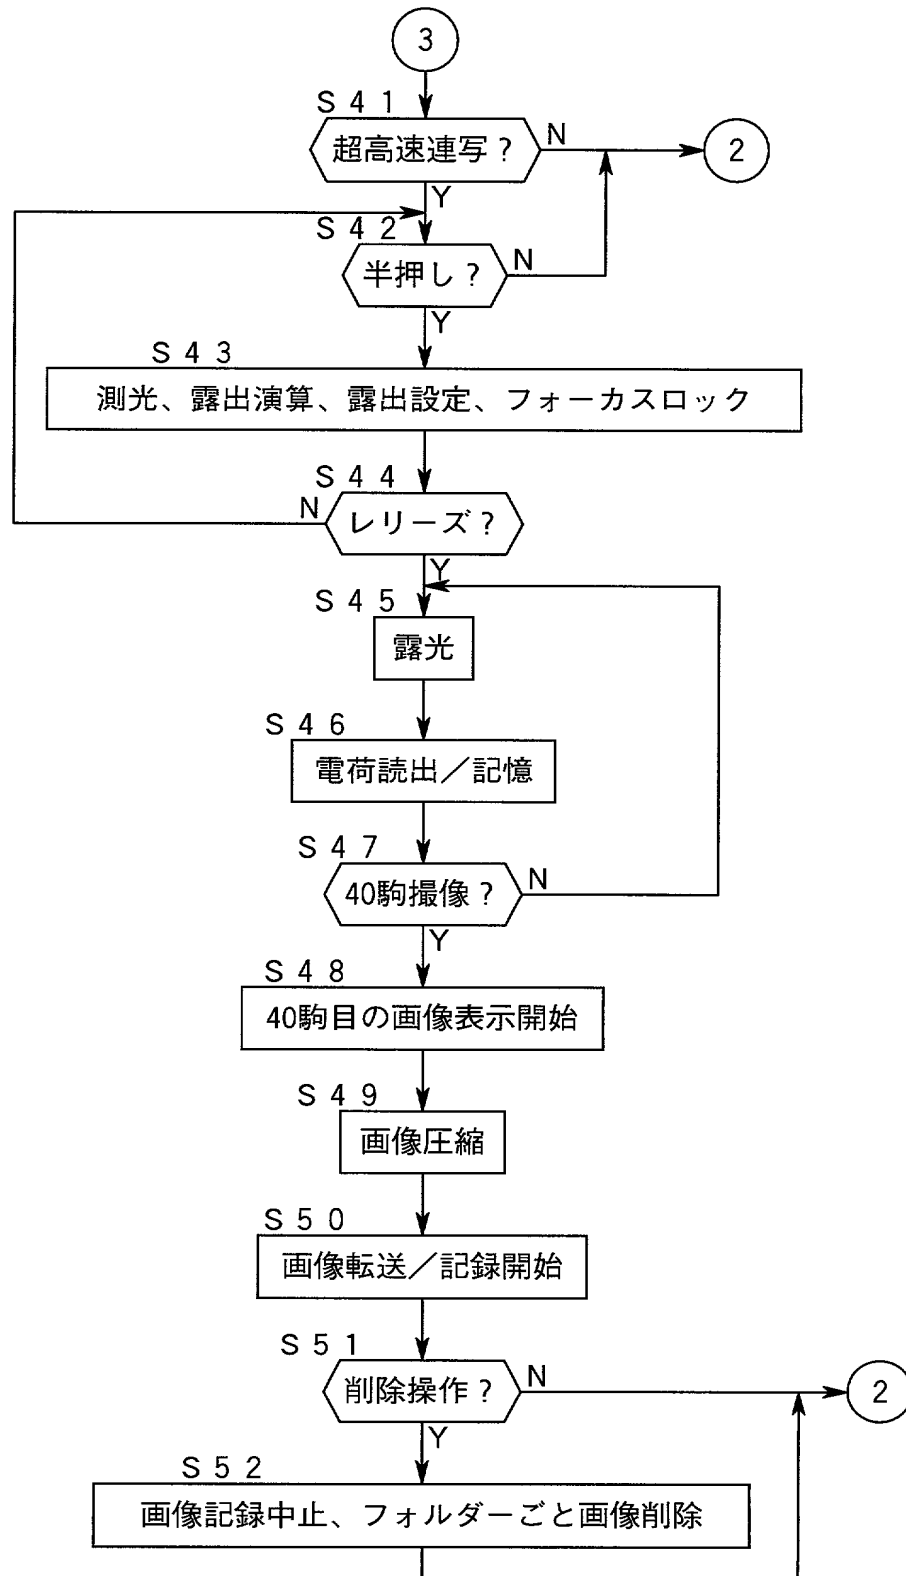 3
S41
超高速連写?
N
2
Y
S42
半押し?
N
Y
S43
測光、露出演算、露出設定、フォーカスロック
S44
N
レリーズ?
Y
S45
露光
S46
電荷読出／記憶
S47
40駒撮像?
N
Y
S48
40駒目の画像表示開始
S49
画像圧縮
S50
画像転送／記録開始
S51
削除操作?
N
2
Y
S52
画像記録中止、フォルダーごと画像削除